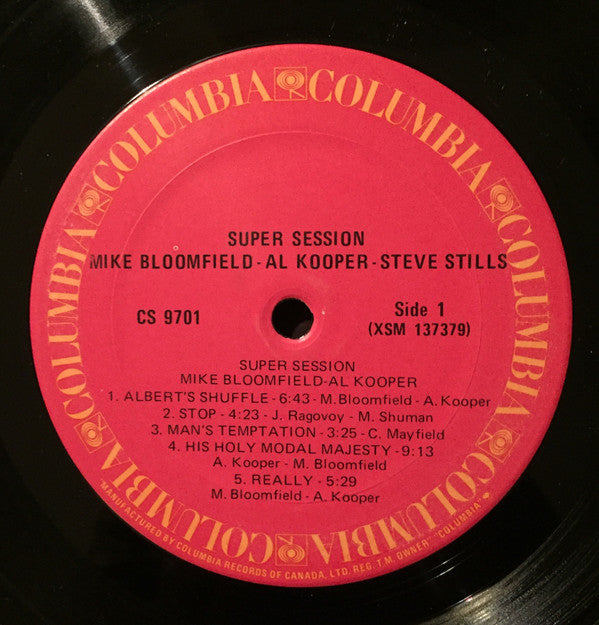 COLUMBIA COLUMBIA COLUMBIA COLUMBIA COLUMBIA COLUMBIA
SUPER SESSION
MIKE BLOOMFIELD - AL KOOPER - STEVE STILLS
CS 9701
Side 1
(XSM 137379)
SUPER SESSION
MIKE BLOOMFIELD-AL KOOPER
1. ALBERT'S SHUFFLE - 6:43 - M. Bloomfield - A. Kooper
2. STOP - 4:23 - J. Ragovoy - M. Shuman
3. MAN'S TEMPTATION - 3:25 - C. Mayfield
4. HIS HOLY MODAL MAJESTY - 9:13
A. Kooper - M. Bloomfield
5. REALLY - 5:29
M. Bloomfield - A. Kooper
"MANUFACTURED BY COLUMBIA RECORDS OF CANADA, LTD. REG. T.M. OWNER" "COLUMBIA"